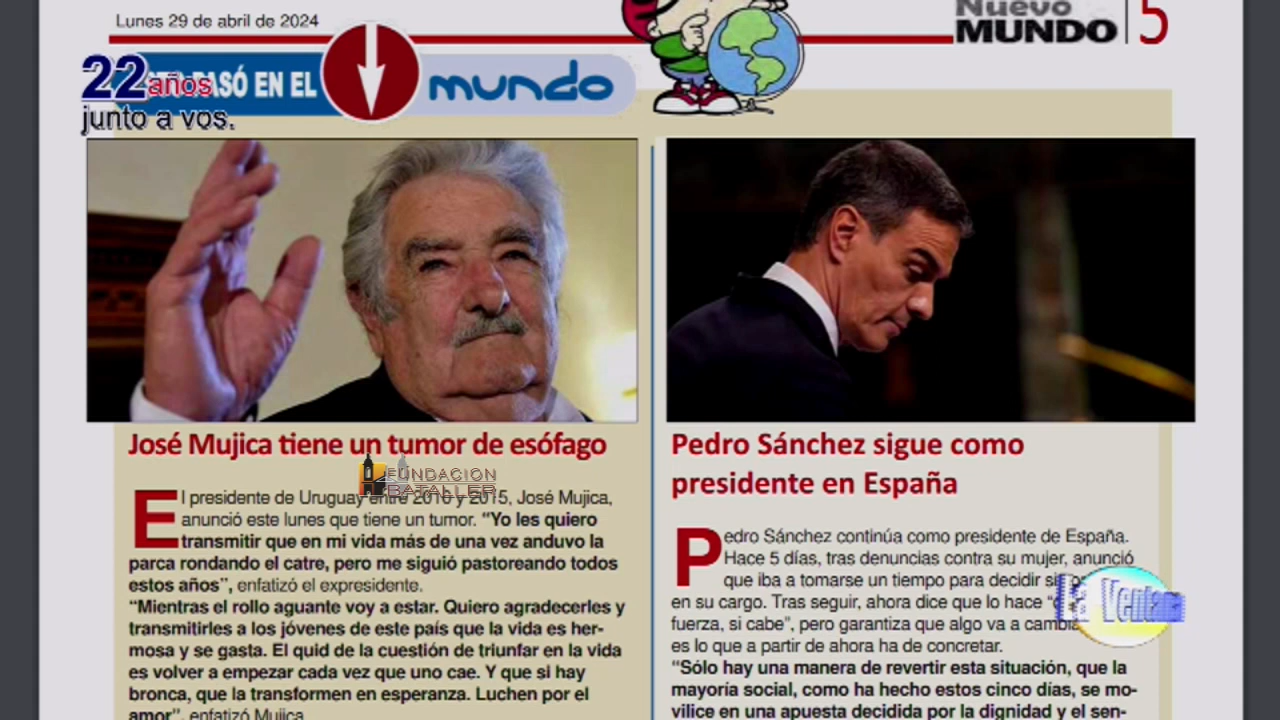 Lunes 29 de abril de 2024
Nuevo
MUNDO 5
22 años
junto a vos.
PASÓ EN EL
mundo
José Mujica tiene un tumor de esófago
FUNDACION
BATALLER
El presidente de Uruguay entre 2010 y 2015, José Mujica,
anunció este lunes que tiene un tumor. “Yo les quiero
transmitir que en mi vida más de una vez anduvo la
parca rondando el catre, pero me siguió pastoreando todos
estos años”, enfatizó el expresidente.
“Mientras el rollo aguante voy a estar. Quiero agradecerles y
transmitirles a los jóvenes de este país que la vida es her-
mosa y se gasta. El quid de la cuestión de triunfar en la vida
es volver a empezar cada vez que uno cae. Y que si hay
bronca, que la transformen en esperanza. Luchen por el
amor”, enfatizó Mujica
Pedro Sánchez sigue como
presidente en España
Pedro Sánchez continúa como presidente de España.
Hace 5 días, tras denuncias contra su mujer, anunció
que iba a tomarse un tiempo para decidir si
en su cargo. Tras seguir, ahora dice que lo hace
fuerza, si cabe”, pero garantiza que algo va a
es lo que a partir de ahora ha de concretar.
“Sólo hay una manera de revertir esta situación, que la
mayoría social, como ha hecho estos cinco días, se mo-
vilice en una apuesta decidida por la dignidad y el sen-
La Ventana